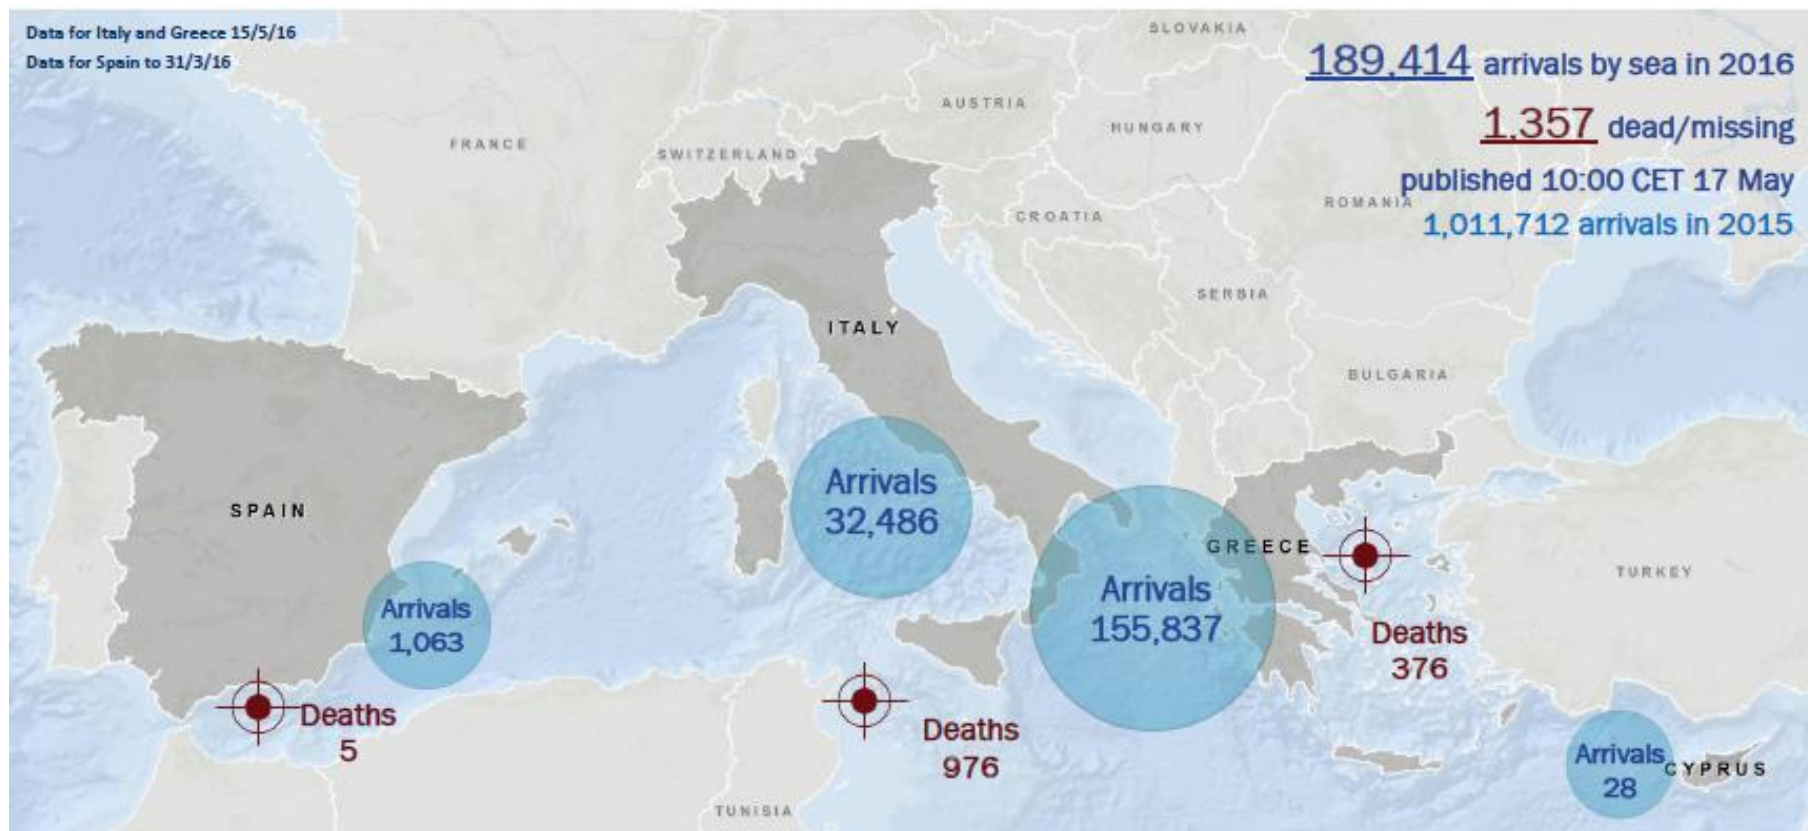 Data for Italy and Greece 15/5/16
Data for Spain to 31/3/16
189,414 arrivals by sea in 2016
1,357 dead/missing
published 10:00 CET 17 May
1,011,712 arrivals in 2015
SLOVAKIA
AUSTRIA
HUNGARY
FRANCE
SWITZERLAND
ROMANIA
CROATIA
SERBIA
ITALY
BULGARIA
Arrivals
32,486
SPAIN
GREECE
TURKEY
Arrivals
155,837
Arrivals
1,063
Deaths
376
Deaths
5
Deaths
976
Arrivals
28
CYPRUS
TUNISIA